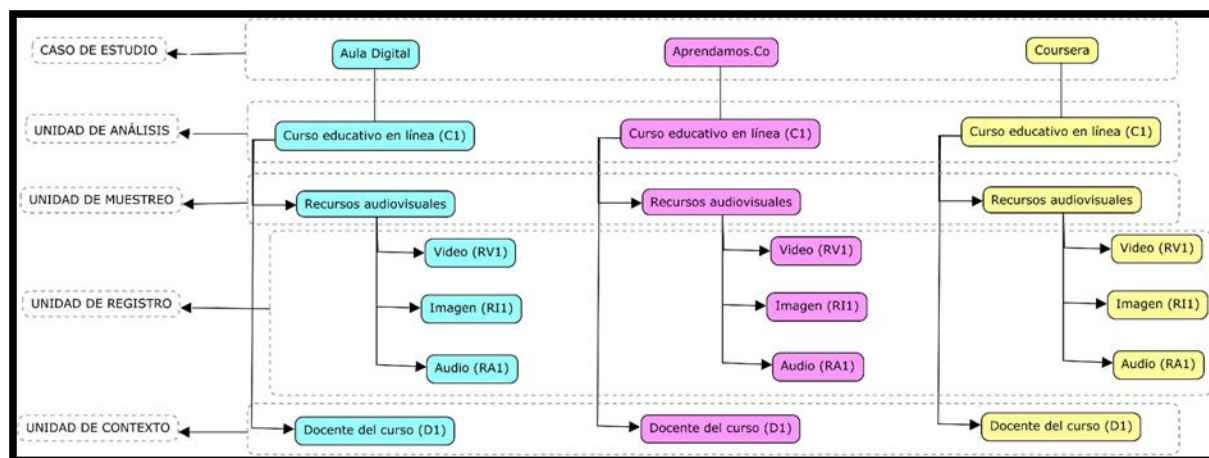 CASO DE ESTUDIO
Aula Digital
Aprendamos.Co
Coursera
UNIDAD DE ANÁLISIS
Curso educativo en línea (C1)
Curso educativo en línea (C1)
Curso educativo en línea (C1)
UNIDAD DE MUESTREO
Recursos audiovisuales
Recursos audiovisuales
Recursos audiovisuales
UNIDAD DE REGISTRO
Video (RV1)
Video (RV1)
Video (RV1)
Imagen (RI1)
Imagen (RI1)
Imagen (RI1)
Audio (RA1)
Audio (RA1)
Audio (RA1)
UNIDAD DE CONTEXTO
Docente del curso (D1)
Docente del curso (D1)
Docente del curso (D1)